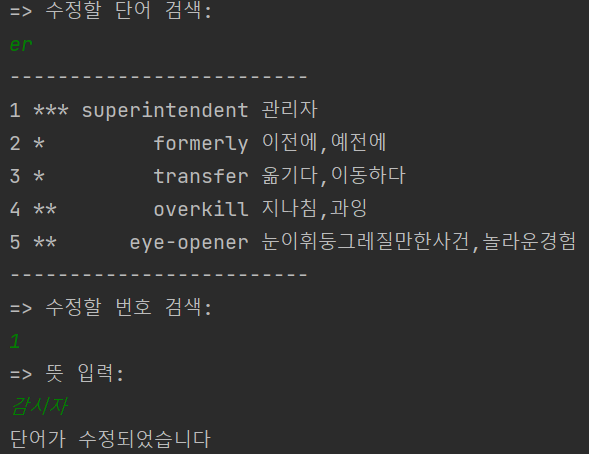 => 수정할 단어 검색:
er
-------------------------
1 *** superintendent 관리자
2 *         formerly 이전에,예전에
3 *         transfer 옮기다,이동하다
4 **        overkill 지나침,과잉
5 **      eye-opener 눈이휘둥그레질만한사건,놀라운경험
-------------------------
=> 수정할 번호 검색:
1
=> 뜻 입력:
감시자
단어가 수정되었습니다